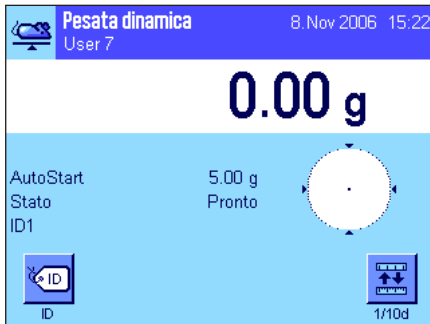 Pesata dinamica 8.Nov 2006 15:22
User 7
0.00 g
AutoStart 5.00 g
Stato Pronto
ID1
ID
ID 1/10d